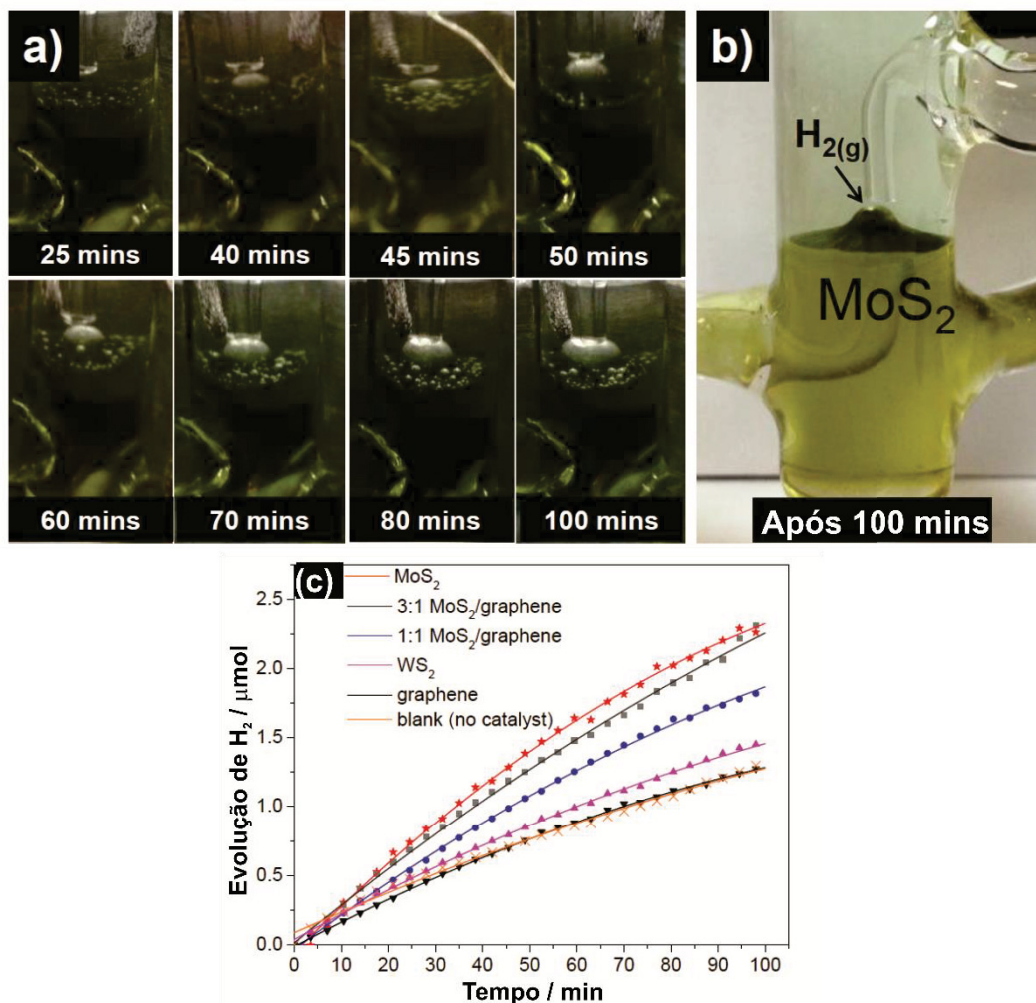 a)
25 mins
40 mins
45 mins
50 mins
60 mins
70 mins
80 mins
100 mins
b)
H2(g)
MoS2
Após 100 mins
(c)
MoS2
3:1 MoS2/graphene
1:1 MoS2/graphene
WS2
graphene
blank (no catalyst)
Evolução de H2 / μmol
2.5
2.0
1.5
1.0
0.5
0.0
0 10 20 30 40 50 60 70 80 90 100
Tempo / min